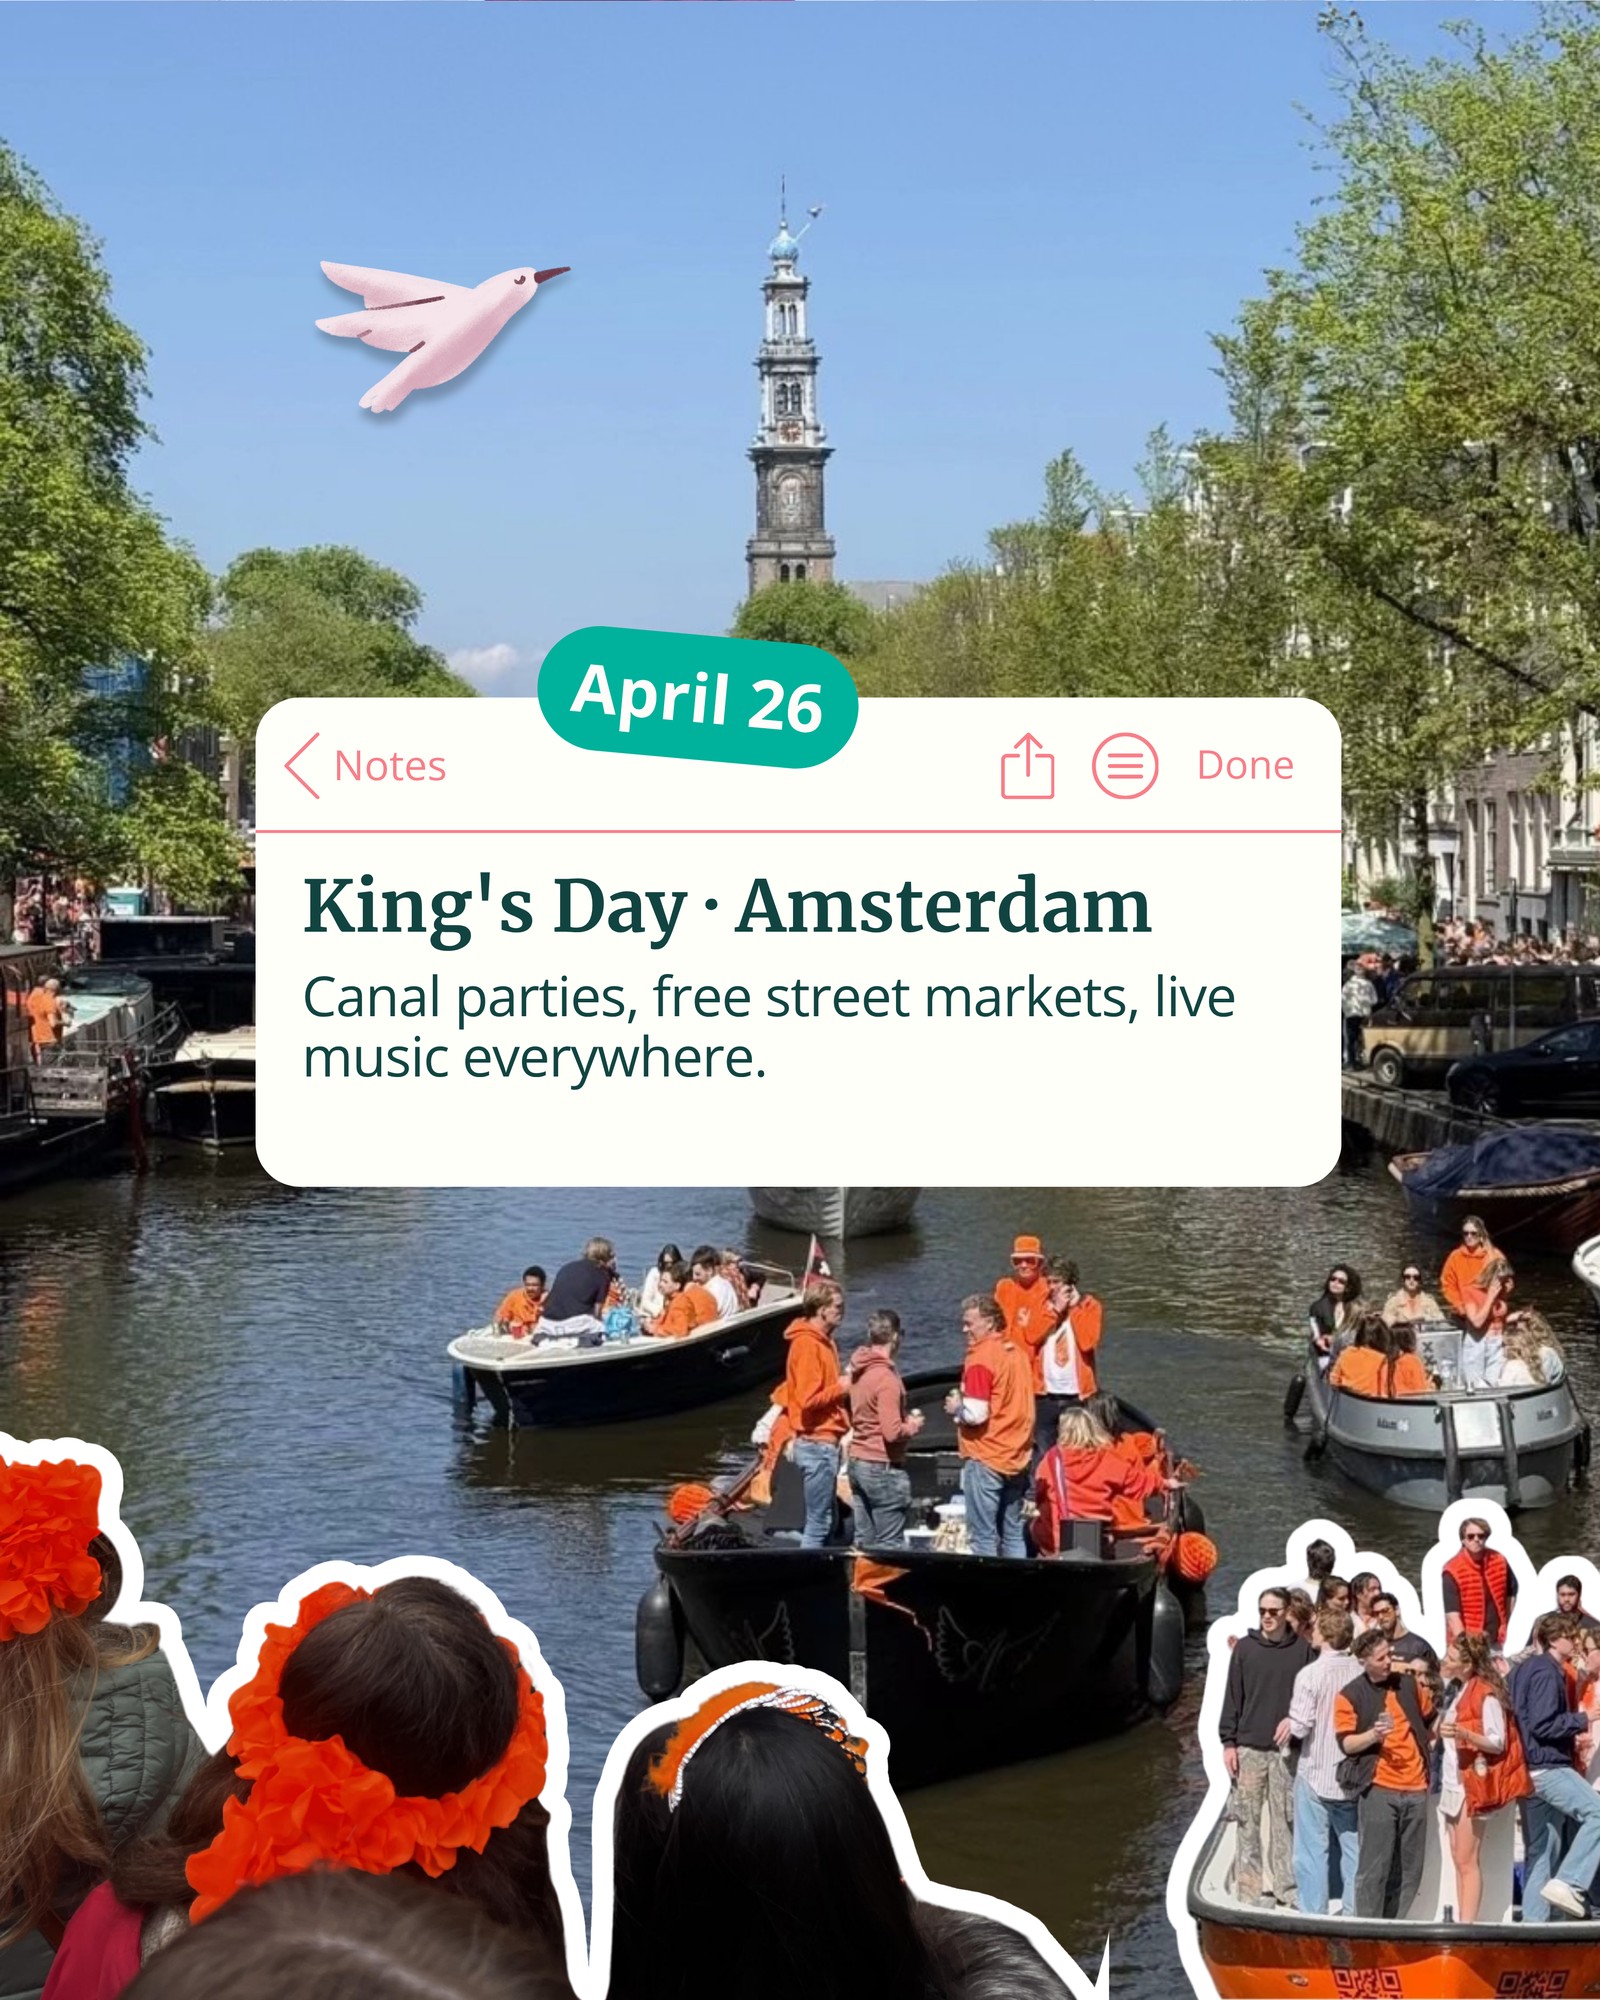 April 26
Notes
Done
King's Day · Amsterdam
Canal parties, free street markets, live
music everywhere.